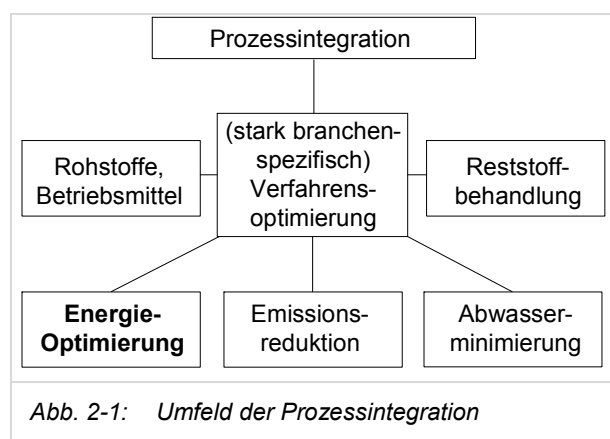 Prozessintegration
(stark branchen-
spezifisch)
Verfahrens-
optimierung
Rohstoffe,
Betriebsmittel
Reststoff-
behandlung
Energie-
Optimierung
Emissions-
reduktion
Abwasser-
minimierung
Abb. 2-1: Umfeld der Prozessintegration